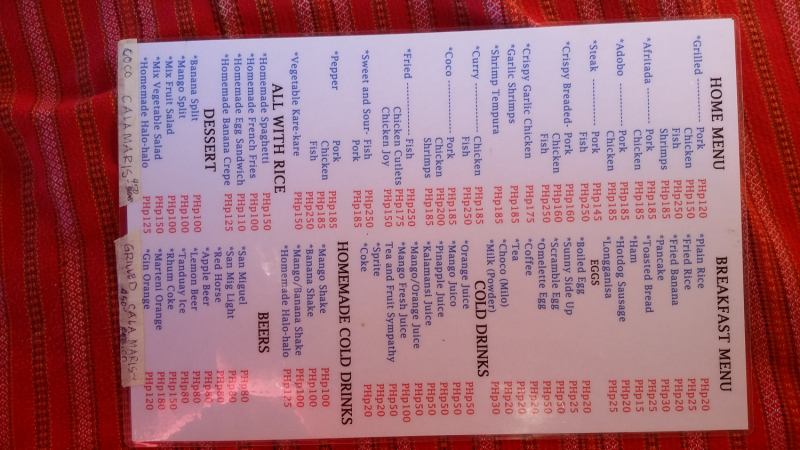 HOME MENU
*Grilled ............ Pork PHp120
Chicken PHp150
Fish PHp250
Shrimps PHp185
*Afritada ........... Pork PHp185
Chicken PHp185
*Adobo ............. Pork PHp185
Chicken PHp185
*Steak .............. Pork PHp145
Fish PHp250
*Crispy Breaded Pork PHp160
Chicken PHp160
Fish PHp250
*Crispy Garlic Chicken PHp175
*Garlic Shrimps
*Shrimp Tempura PHp185
*Curry .............. Chicken PHp185
Fish PHp250
*Coco ............... Pork PHp185
Chicken PHp200
Shrimps PHp185
*Fried .............. Fish PHp250
Chicken Cutlets PHp175
Chicken Joy PHp150
*Sweet and Sour- Fish PHp250
Pork PHp185
*Pepper Pork PHp185
Chicken PHp185
Fish PHp250
*Vegetable Kare-kare PHp150
ALL WITH RICE
*Homemade Spaghetti PHp150
*Homemade French Fries PHp100
*Homemade Egg Sandwich PHp110
*Homemade Banana Crepe PHp125
DESSERT
*Banana Split PHp100
*Mango Split PHp100
*Mix Fruit Salad PHp100
*Mix Vegetable Salad PHp150
*Homemade Halo-halo PHp125
COCO CALAMARIS
BREAKFAST MENU
*Plain Rice PHp20
*Fried Rice PHp25
*Fried Banana PHp20
*Pancake PHp30
*Toasted Bread PHp25
*Ham PHp15
*Hotdog Sausage
*Longganisa PHp25
EGGS
*Boiled Egg PHp20
*Sunny Side Up PHp25
*Scramble Egg PHp50
*Omelette Egg PHp50
*Coffee PHp20
*Tea PHp20
*Choco (Milo) PHp20
*Milk (Powder) PHp30
COLD DRINKS
*Orange Juice PHp50
*Mango Juico PHp50
*Pinapple Juice PHp50
*Kalamansi Juice PHp50
*Mango/Orange Juice PHp50
*Mango Fresh Juice PHp100
Tea and Fruit Sympathy PHp50
*Sprite PHp20
*Coke PHp20
HOMEMADE COLD DRINKS
*Mango Shake PHp100
*Banana Shake PHp100
*Mango/Banana Shake PHp100
*Homemade Halo-halo PHp125
BEERS
*San Miguel PHp80
*San Mig Light PHp80
*Red Horse
*Apple Beer
*Lemon Beer PHp80
*Tanduay Ice PHp80
*Rhum Coke PHp150
*Marteni Orange PHp180
*Gin Orange PHp120
GRILLED CALAMARIS